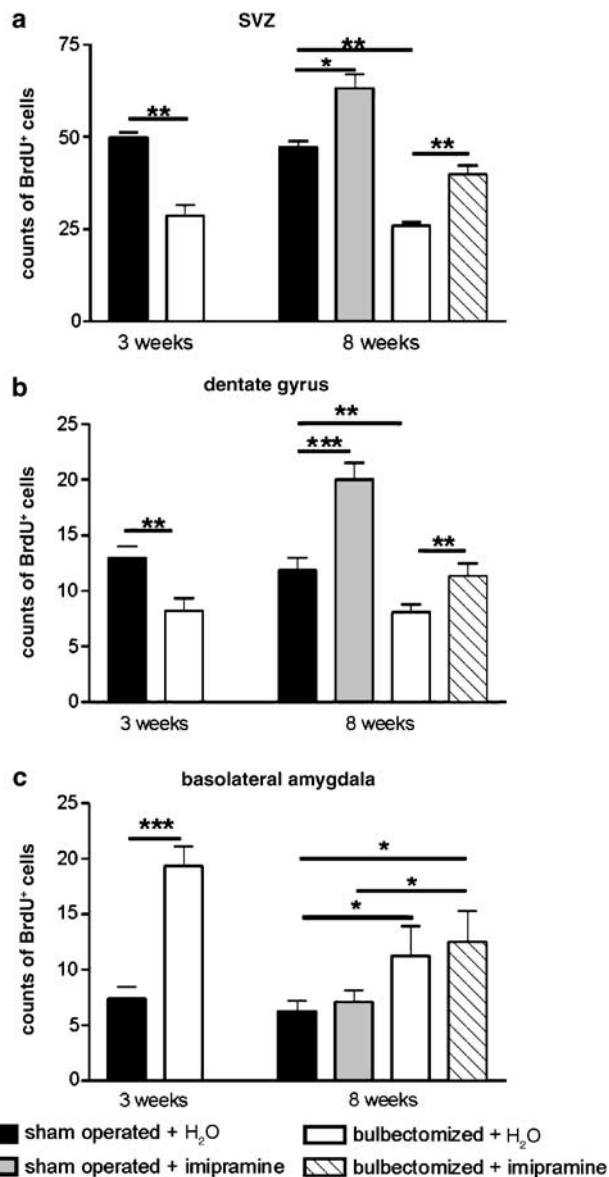 a SVZ
counts of BrdU⁺ cells
75
50
25
0
** ** * **
3 weeks 8 weeks
b dentate gyrus
counts of BrdU⁺ cells
25
20
15
10
5
0
** ** *** **
3 weeks 8 weeks
c basolateral amygdala
counts of BrdU⁺ cells
25
20
15
10
5
0
*** * * *
3 weeks 8 weeks
sham operated + H₂O bulbectomized + H₂O
sham operated + imipramine bulbectomized + imipramine